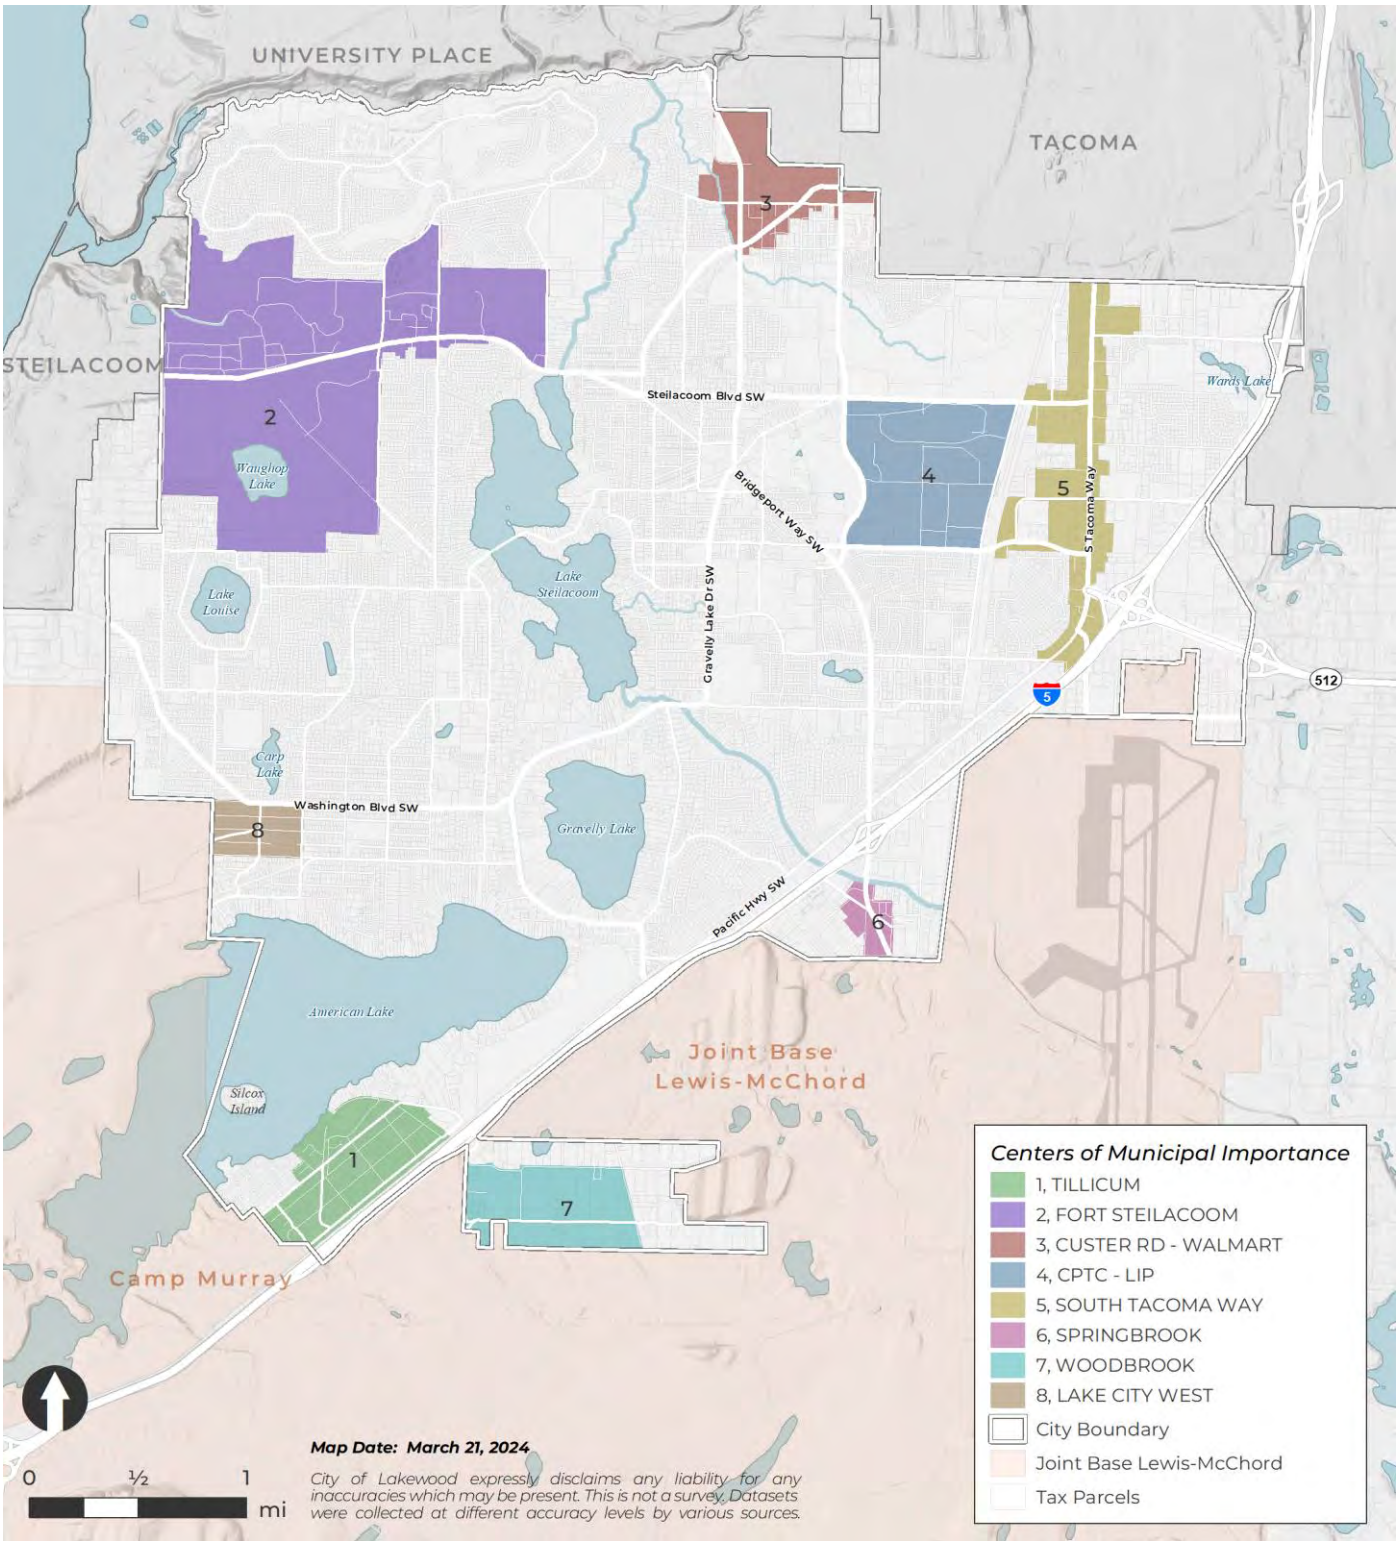 UNIVERSITY PLACE
TACOMA
3
STEILACOOM
Steilacoom Blvd SW
Wards Lake
2
Waughop
Lake
4
5
Bridgeport Way SW
S Tacoma Way
Lake
Steilacoom
Lake
Louise
Gravelly Lake Dr SW
512
5
Carp
Lake
Washington Blvd SW
8
Gravelly Lake
Pacific Hwy SW
6
American Lake
Joint Base
Lewis-McChord
Silcox
Island
1
7
Camp Murray
Centers of Municipal Importance
1, TILLICUM
2, FORT STEILACOOM
3, CUSTER RD - WALMART
4, CPTC - LIP
5, SOUTH TACOMA WAY
6, SPRINGBROOK
7, WOODBROOK
8, LAKE CITY WEST
City Boundary
Joint Base Lewis-McChord
Tax Parcels
Map Date: March 21, 2024
0 ½ 1
mi
City of Lakewood expressly disclaims any liability for any
inaccuracies which may be present. This is not a survey. Datasets
were collected at different accuracy levels by various sources.